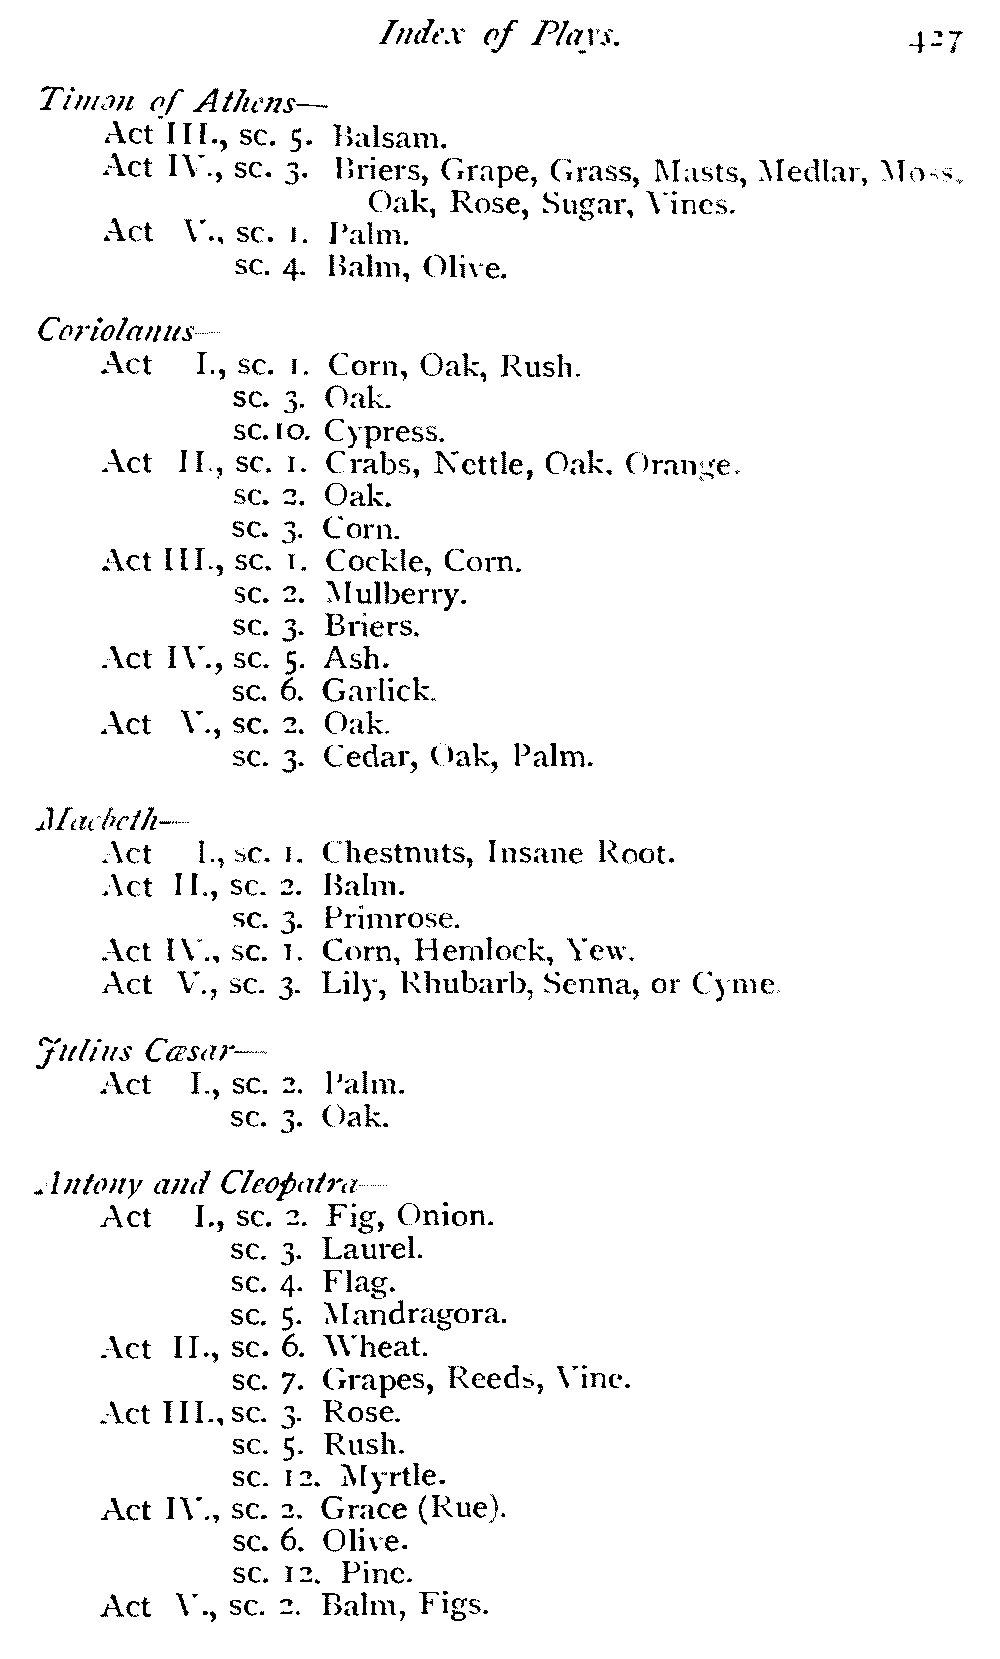 Index of Plays. 427
Timon of Athens—
Act III., sc. 5. Balsam.
Act IV., sc. 3. Briers, Grape, Grass, Masts, Medlar, Moss,
Oak, Rose, Sugar, Vines.
Act V., sc. 1. Palm.
sc. 4. Balm, Olive.
Coriolanus—
Act I., sc. 1. Corn, Oak, Rush.
sc. 3. Oak.
sc. 10. Cypress.
Act II., sc. 1. Crabs, Nettle, Oak, Orange.
sc. 2. Oak.
sc. 3. Corn.
Act III., sc. 1. Cockle, Corn.
sc. 2. Mulberry.
sc. 3. Briers.
Act IV., sc. 5. Ash.
sc. 6. Garlick.
Act V., sc. 2. Oak.
sc. 3. Cedar, Oak, Palm.
Macbeth—
Act I., sc. 1. Chestnuts, Insane Root.
Act II., sc. 2. Balm.
sc. 3. Primrose.
Act IV., sc. 1. Corn, Hemlock, Yew.
Act V., sc. 3. Lily, Rhubarb, Senna, or Cyme.
Julius Cæsar—
Act I., sc. 2. Palm.
sc. 3. Oak.
Antony and Cleopatra—
Act I., sc. 2. Fig, Onion.
sc. 3. Laurel.
sc. 4. Flag.
sc. 5. Mandragora.
Act II., sc. 6. Wheat.
sc. 7. Grapes, Reeds, Vine.
Act III., sc. 3. Rose.
sc. 5. Rush.
sc. 12. Myrtle.
Act IV., sc. 2. Grace (Rue).
sc. 6. Olive.
sc. 12. Pine.
Act V., sc. 2. Balm, Figs.